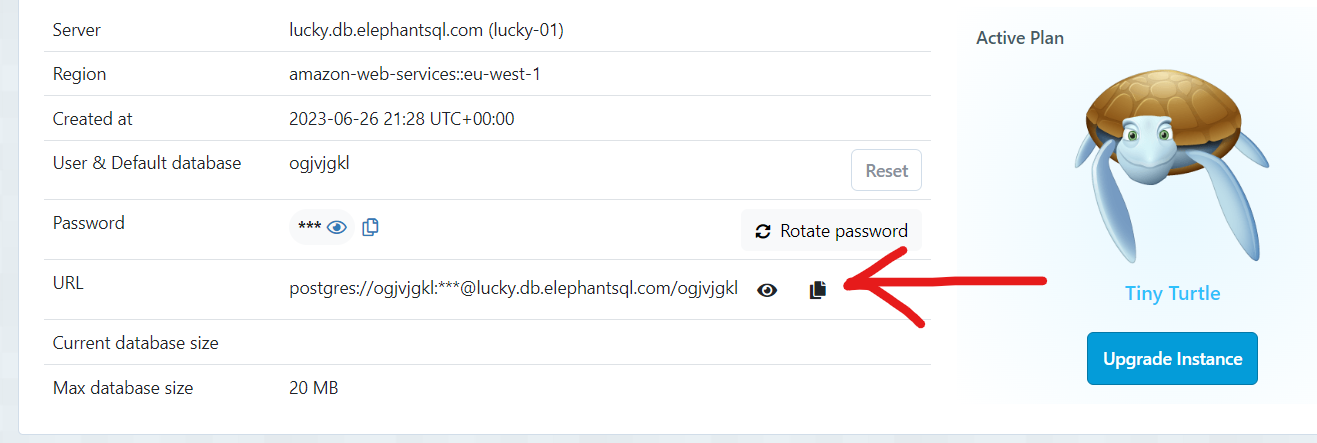 Server lucky.db.elephantsql.com (lucky-01)
Active Plan
Region amazon-web-services::eu-west-1
Created at 2023-06-26 21:28 UTC+00:00
User & Default database ogjvjgkl Reset
Password *** Rotate password
URL postgres://ogjvjgkl:***@lucky.db.elephantsql.com/ogjvjgkl
Tiny Turtle
Current database size
Upgrade Instance
Max database size 20 MB